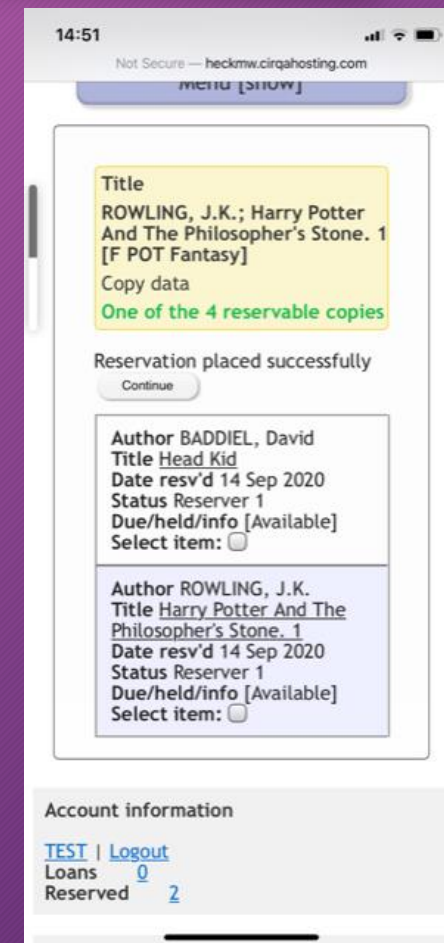 14:51
Not Secure — heckmw.cirqahosting.com
Menu [show]
Title
ROWLING, J.K.; Harry Potter
And The Philosopher's Stone. 1
[F POT Fantasy]
Copy data
One of the 4 reservable copies
Reservation placed successfully
Continue
Author BADDIEL, David
Title Head Kid
Date resv'd 14 Sep 2020
Status Reserver 1
Due/held/info [Available]
Select item:
Author ROWLING, J.K.
Title Harry Potter And The
Philosopher's Stone. 1
Date resv'd 14 Sep 2020
Status Reserver 1
Due/held/info [Available]
Select item:
Account information
TEST | Logout
Loans 0
Reserved 2